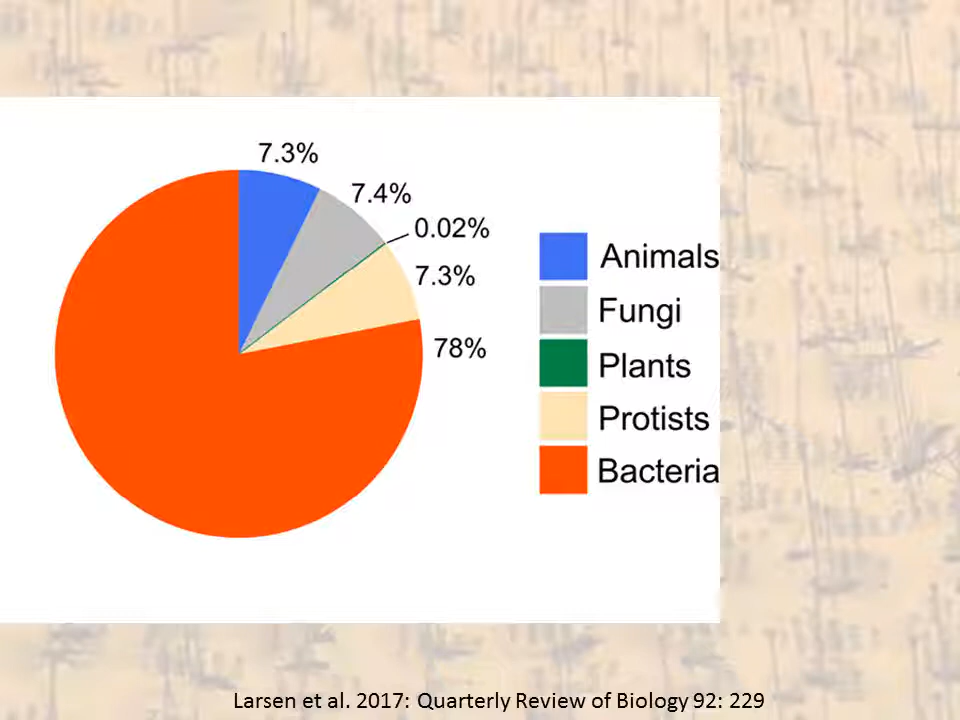 7.3%
7.4%
0.02%
7.3%
78%
Animals
Fungi
Plants
Protists
Bacteria
Larsen et al. 2017: Quarterly Review of Biology 92: 229